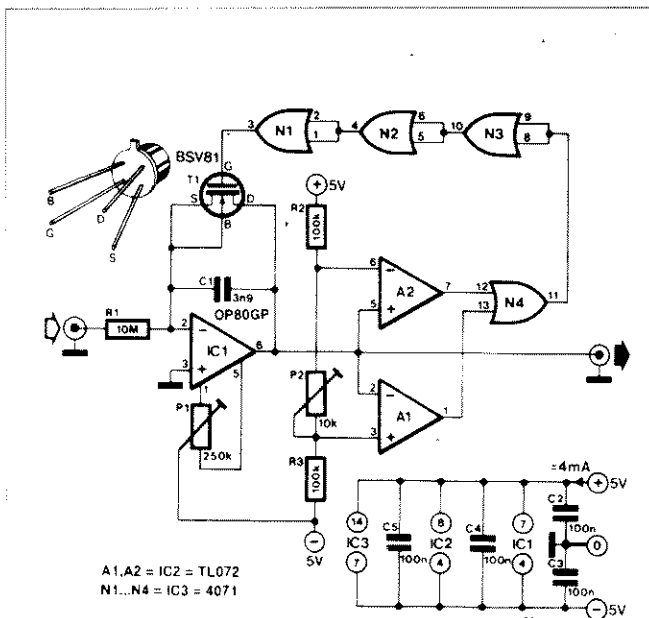 3 N1 2 1 4 N2 6 5 10 N3 9 8
BSV81
G
T1
S D
B
B
G
D
S
+ 5V
R2
100k
C1
3n9
OP80GP
R1
10M
2 −
3 +
IC1
6
1 5
P1
250k
6 −
5 +
A2
7
12
13
N4
11
P2
10k
2 −
3 +
A1
1
R3
100k
− 5V
=4mA
+ 5V
14
IC3
7
C5
100n
8
IC2
4
C4
100n
7
IC1
4
C2
100n
0
C3
100n
− 5V
A1,A2 = IC2 = TL072
N1...N4 = IC3 = 4071